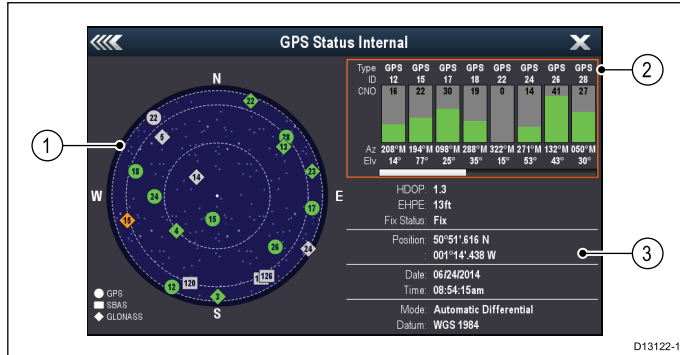 GPS Status Internal
1
2
3
N
W
E
S
22
5
22
28
13
23
18
14
24
17
15
15
4
26
24
12
120
126
3
GPS
SBAS
GLONASS
Type GPS GPS GPS GPS GPS GPS GPS GPS
ID 12 15 17 18 22 24 26 28
CNO 16 22 30 19 0 14 41 27
Az 208°M 194°M 098°M 288°M 322°M 271°M 132°M 050°M
Elv 14° 77° 25° 35° 15° 53° 43° 30°
HDOP: 1.3
EHPE: 13ft
Fix Status: Fix
Position: 50°51'.616 N
: 001°14'.438 W
Date: 06/24/2014
Time: 08:54:15am
Mode: Automatic Differential
Datum: WGS 1984
D13122-1